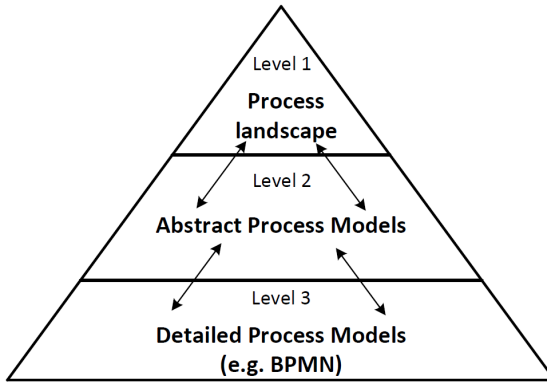 Level 1
Process
landscape
Level 2
Abstract Process Models
Level 3
Detailed Process Models
(e.g. BPMN)